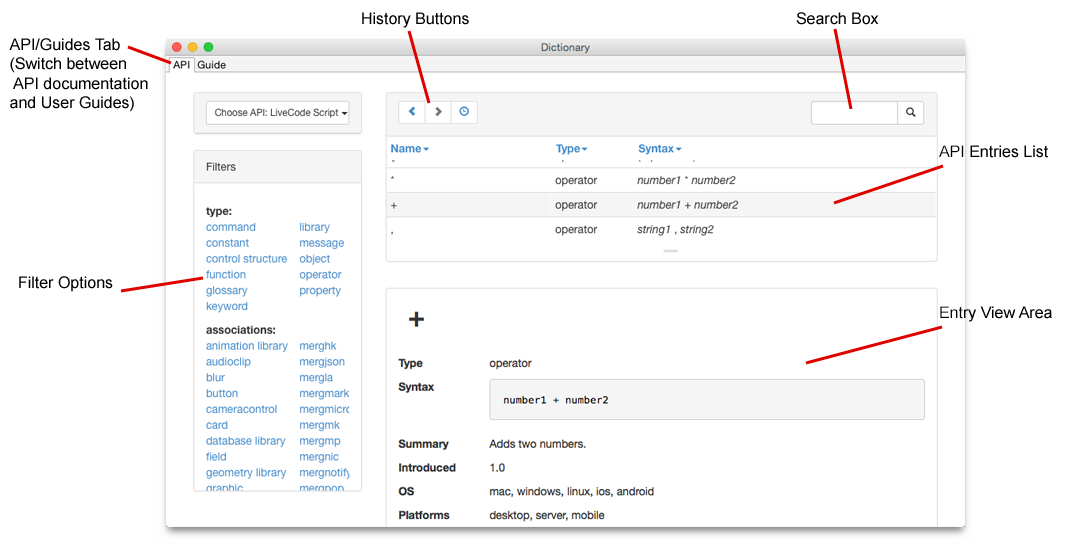 History Buttons
Search Box
API/Guides Tab
(Switch between
API documentation
and User Guides)
Dictionary
API Guide
Choose API: LiveCode Script
Name Type Syntax
* operator number1 * number2
+ operator number1 + number2
, operator string1 , string2
API Entries List
Filters
type:
command library
constant message
control structure object
function operator
glossary property
keyword
Filter Options
associations:
animation library merghk
audioclip mergjson
blur mergla
button mergmark
cameracontrol mergmicro
card mergmk
database library mergmp
field mergnic
geometry library mergnotify
graphic mergpop
+
Entry View Area
Type operator
Syntax
number1 + number2
Summary Adds two numbers.
Introduced 1.0
OS mac, windows, linux, ios, android
Platforms desktop, server, mobile